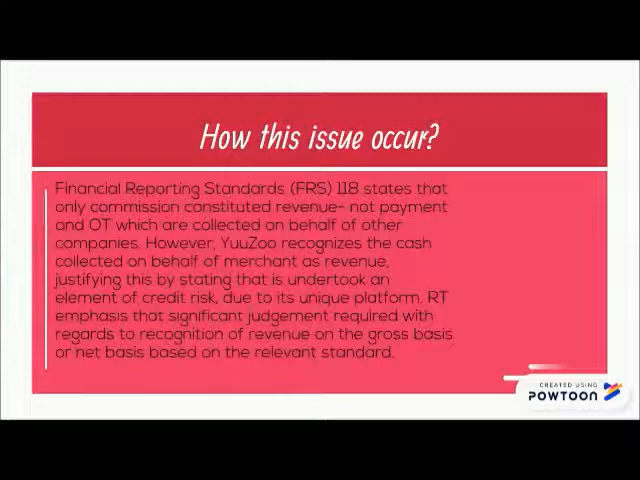 How this issue occur?
Financial Reporting Standards (FRS) 118 states that
only commission constituted revenue- not payment
and OT which are collected on behalf of other
companies. However, YuuZoo recognizes the cash
collected on behalf of merchant as revenue,
justifying this by stating that is undertook an
element of credit risk, due to its unique platform. RT
emphasis that significant judgement required with
regards to recognition of revenue on the gross basis
or net basis based on the relevant standard.
CREATED USING
POWTOON